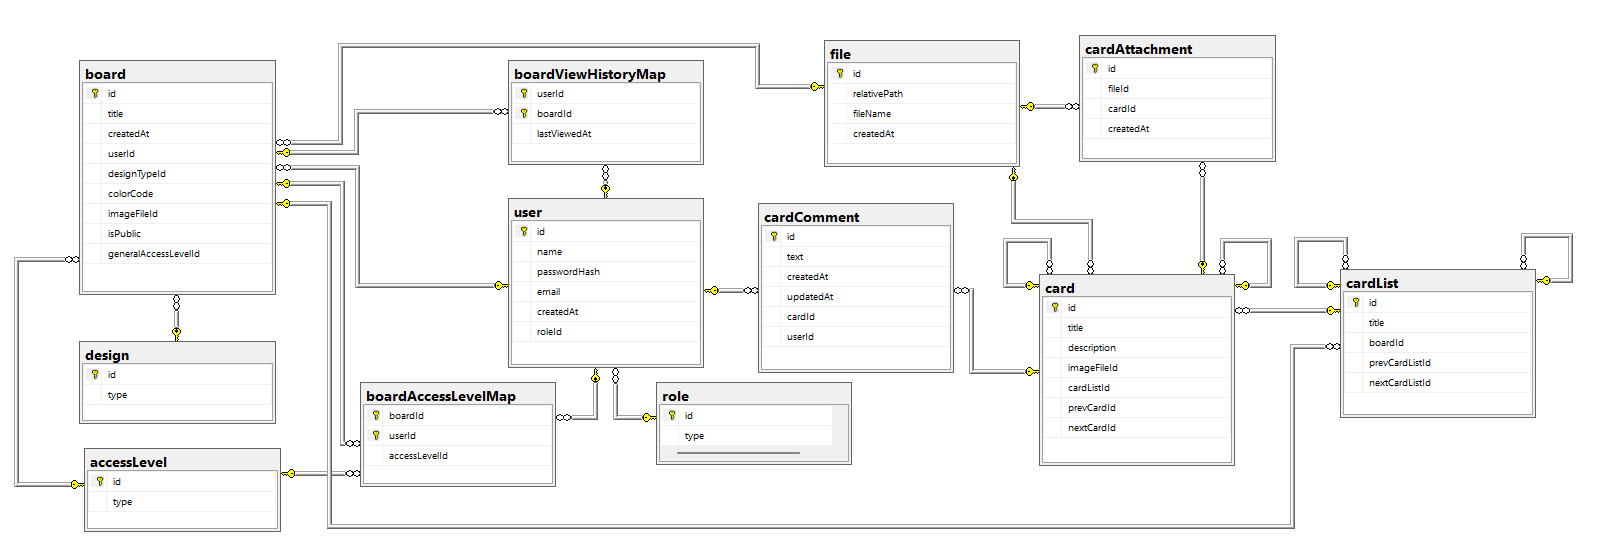 board
id
title
createdAt
userId
designTypeId
colorCode
imageFileId
isPublic
generalAccessLevelId
design
id
type
accessLevel
id
type
boardViewHistoryMap
userId
boardId
lastViewedAt
user
id
name
passwordHash
email
createdAt
roleId
boardAccessLevelMap
boardId
userId
accessLevelId
role
id
type
file
id
relativePath
fileName
createdAt
cardComment
id
text
createdAt
updatedAt
cardId
userId
cardAttachment
id
fileId
cardId
createdAt
card
id
title
description
imageFileId
cardListId
prevCardId
nextCardId
cardList
id
title
boardId
prevCardListId
nextCardListId